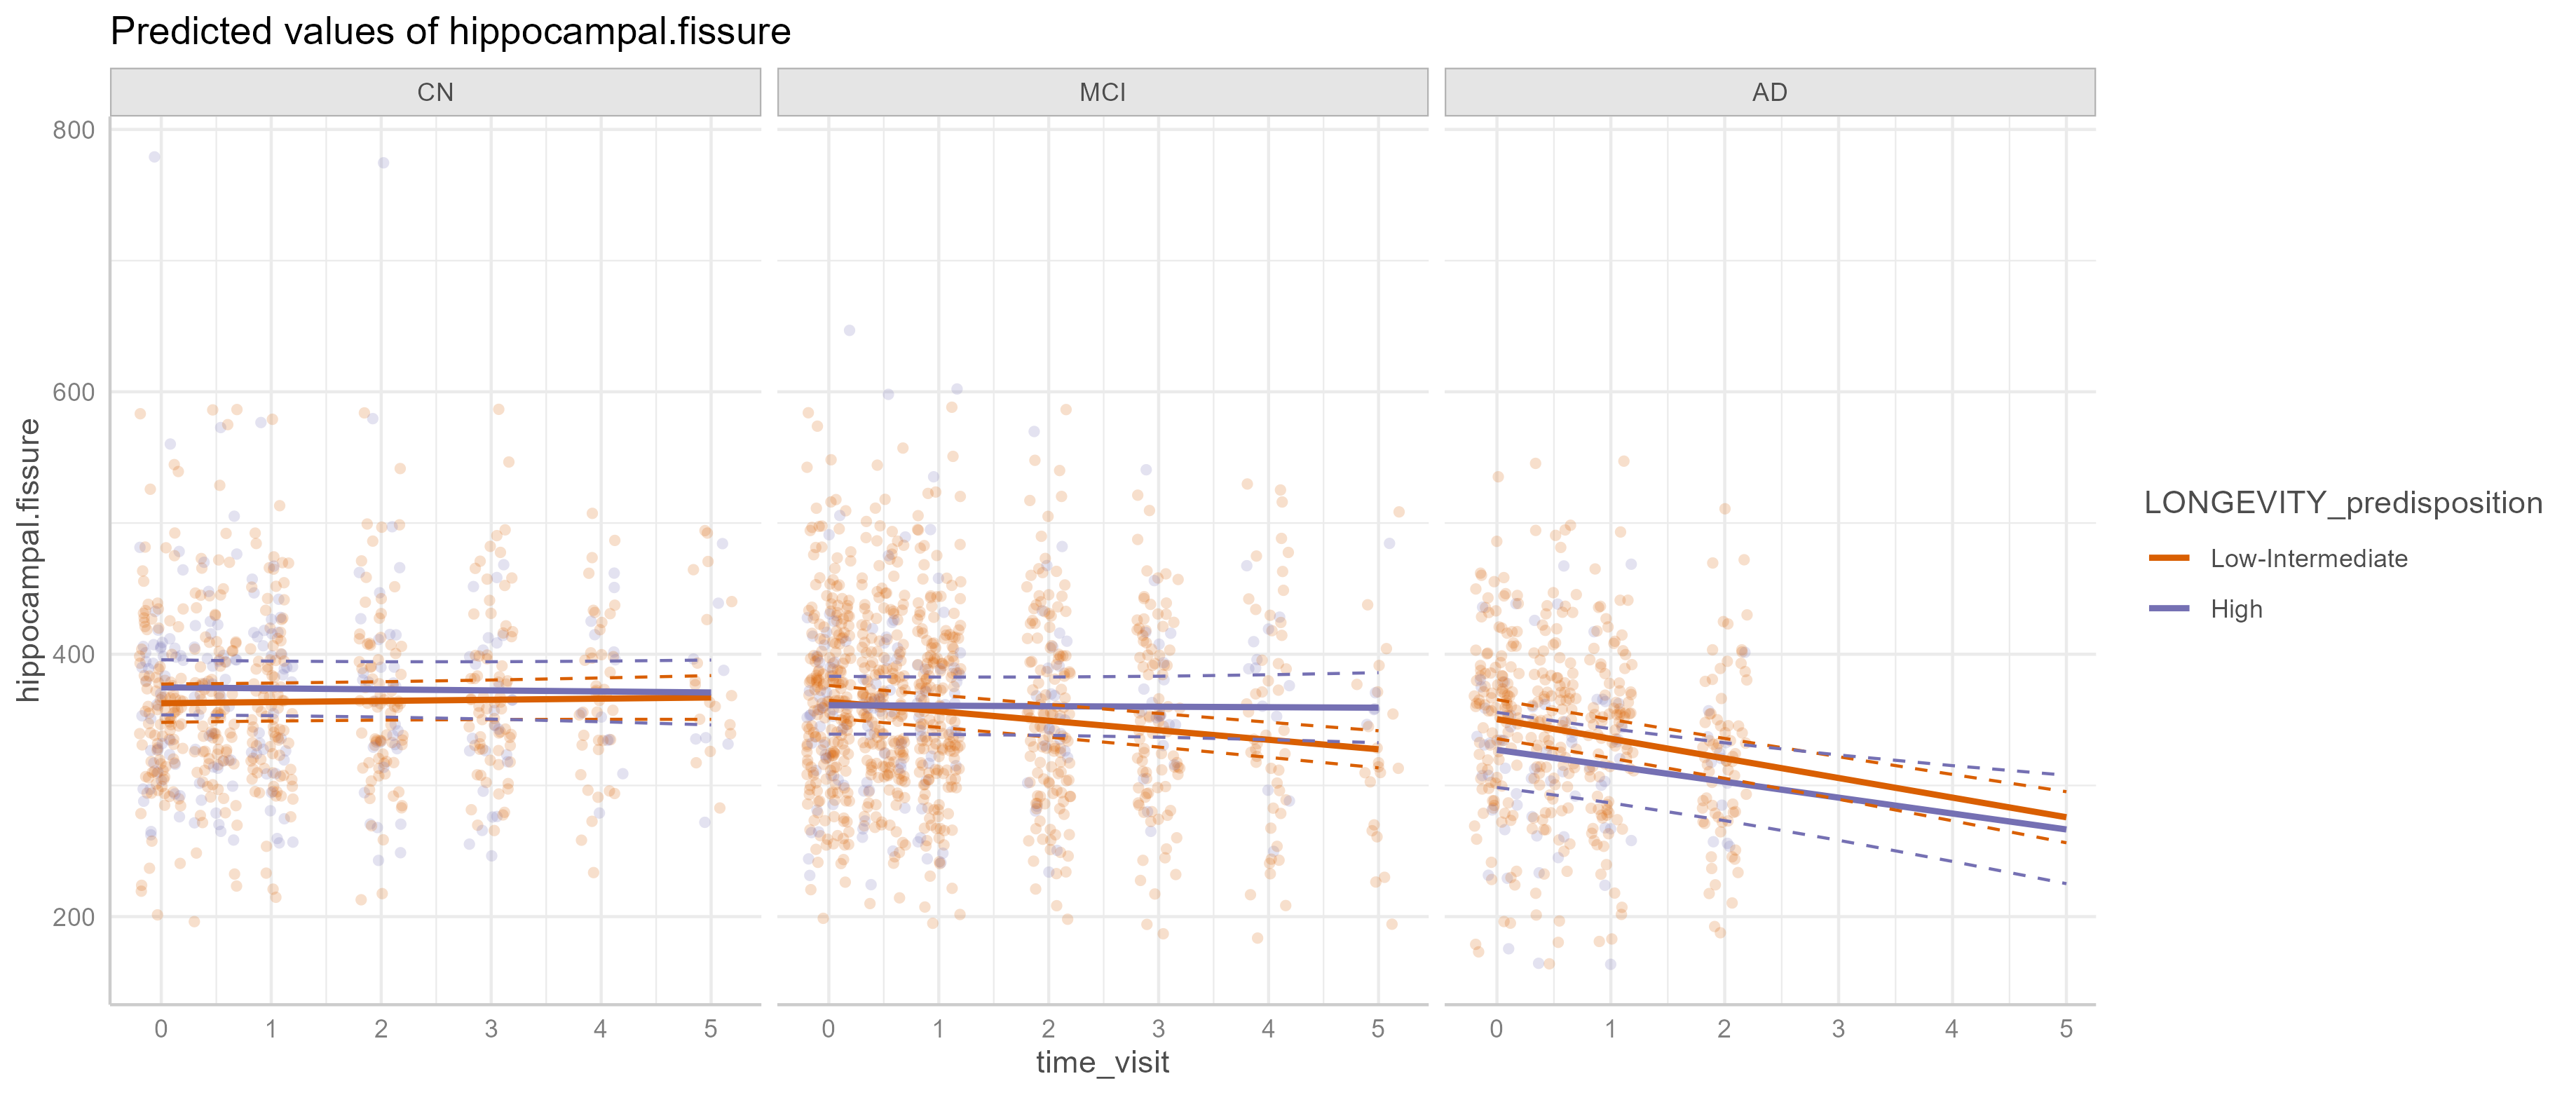 Predicted values of hippocampal.fissure
CN MCI AD
800
600
400
200
hippocampal.fissure
0 1 2 3 4 5 0 1 2 3 4 5 0 1 2 3 4 5
time_visit
LONGEVITY_predisposition
Low-Intermediate
High